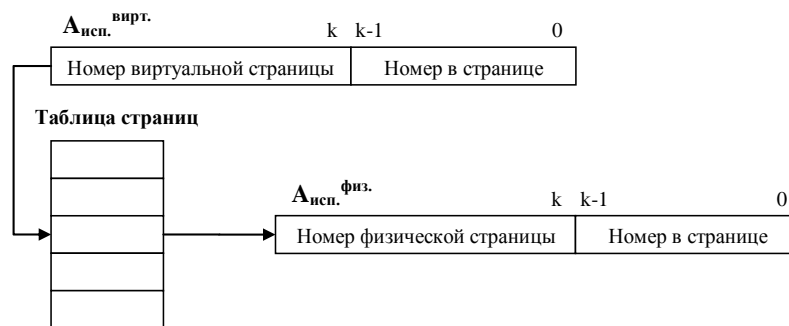 Aисп.вирт. k k-1 0
Номер виртуальной страницы Номер в странице
Таблица страниц
Aисп.физ. k k-1 0
Номер физической страницы Номер в странице